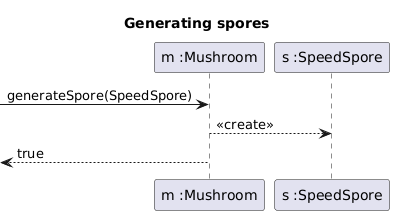 Generating spores
m :Mushroom
s :SpeedSpore
generateSpore(SpeedSpore)
«create»
true
m :Mushroom
s :SpeedSpore